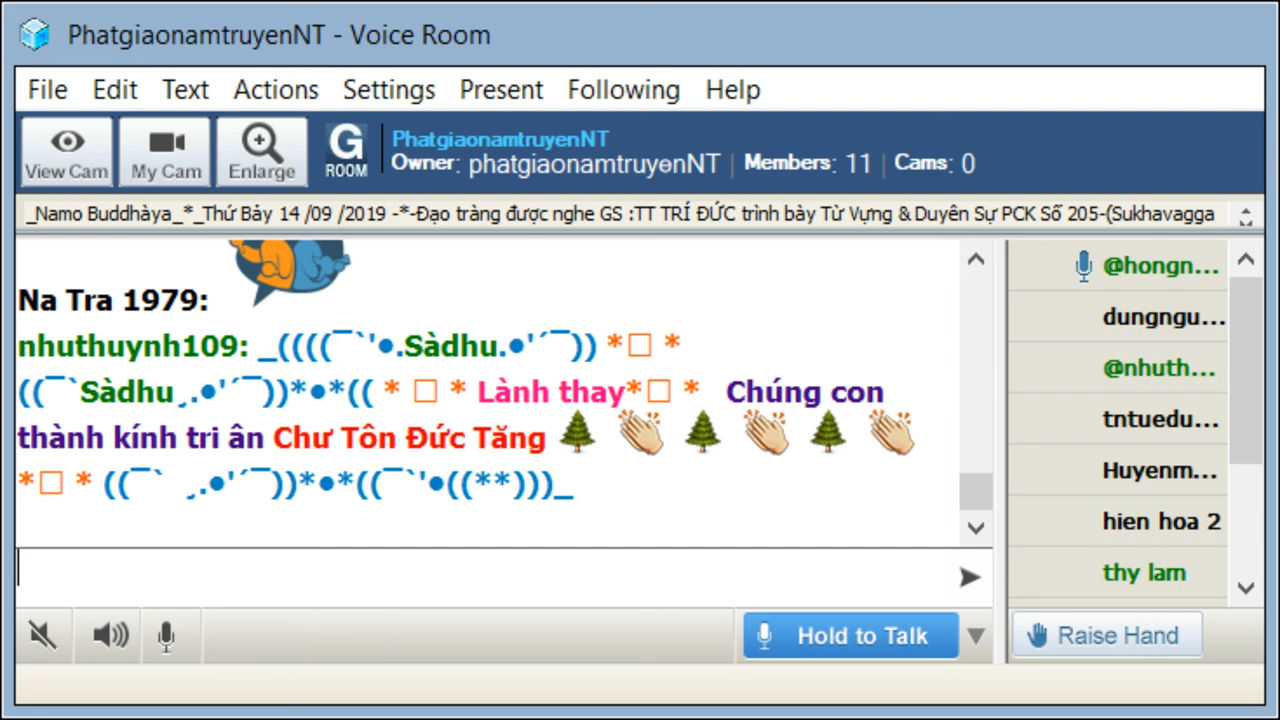 PhatgiaonamtruyenNT - Voice Room
File Edit Text Actions Settings Present Following Help
View Cam My Cam Enlarge G ROOM
PhatgiaonamtruyenNT
Owner: phatgiaonamtruyenNT | Members: 11 | Cams: 0
_Namo Buddhàya_*_Thứ Bảy 14 /09 /2019 -*-Đạo tràng được nghe GS :TT TRÍ ĐỨC trình bày Từ Vựng & Duyên Sự PCK Số 205-(Sukhavagga
Na Tra 1979:
nhuthuynh109: _((((¯`'●.Sàdhu.●'´¯)) *□ *
((¯`Sàdhu¸.●'´¯))*●*(( * □ * Lành thay*□ * Chúng con
thành kính tri ân Chư Tôn Đức Tăng 🌲 👏 🌲 👏 🌲 👏
*□ * ((¯` ¸.●'´¯))*●*((¯`'●((**)))_
@hongn...
dungngu...
@nhuth...
tntuedu...
Huyenm...
hien hoa 2
thy lam
Hold to Talk
Raise Hand